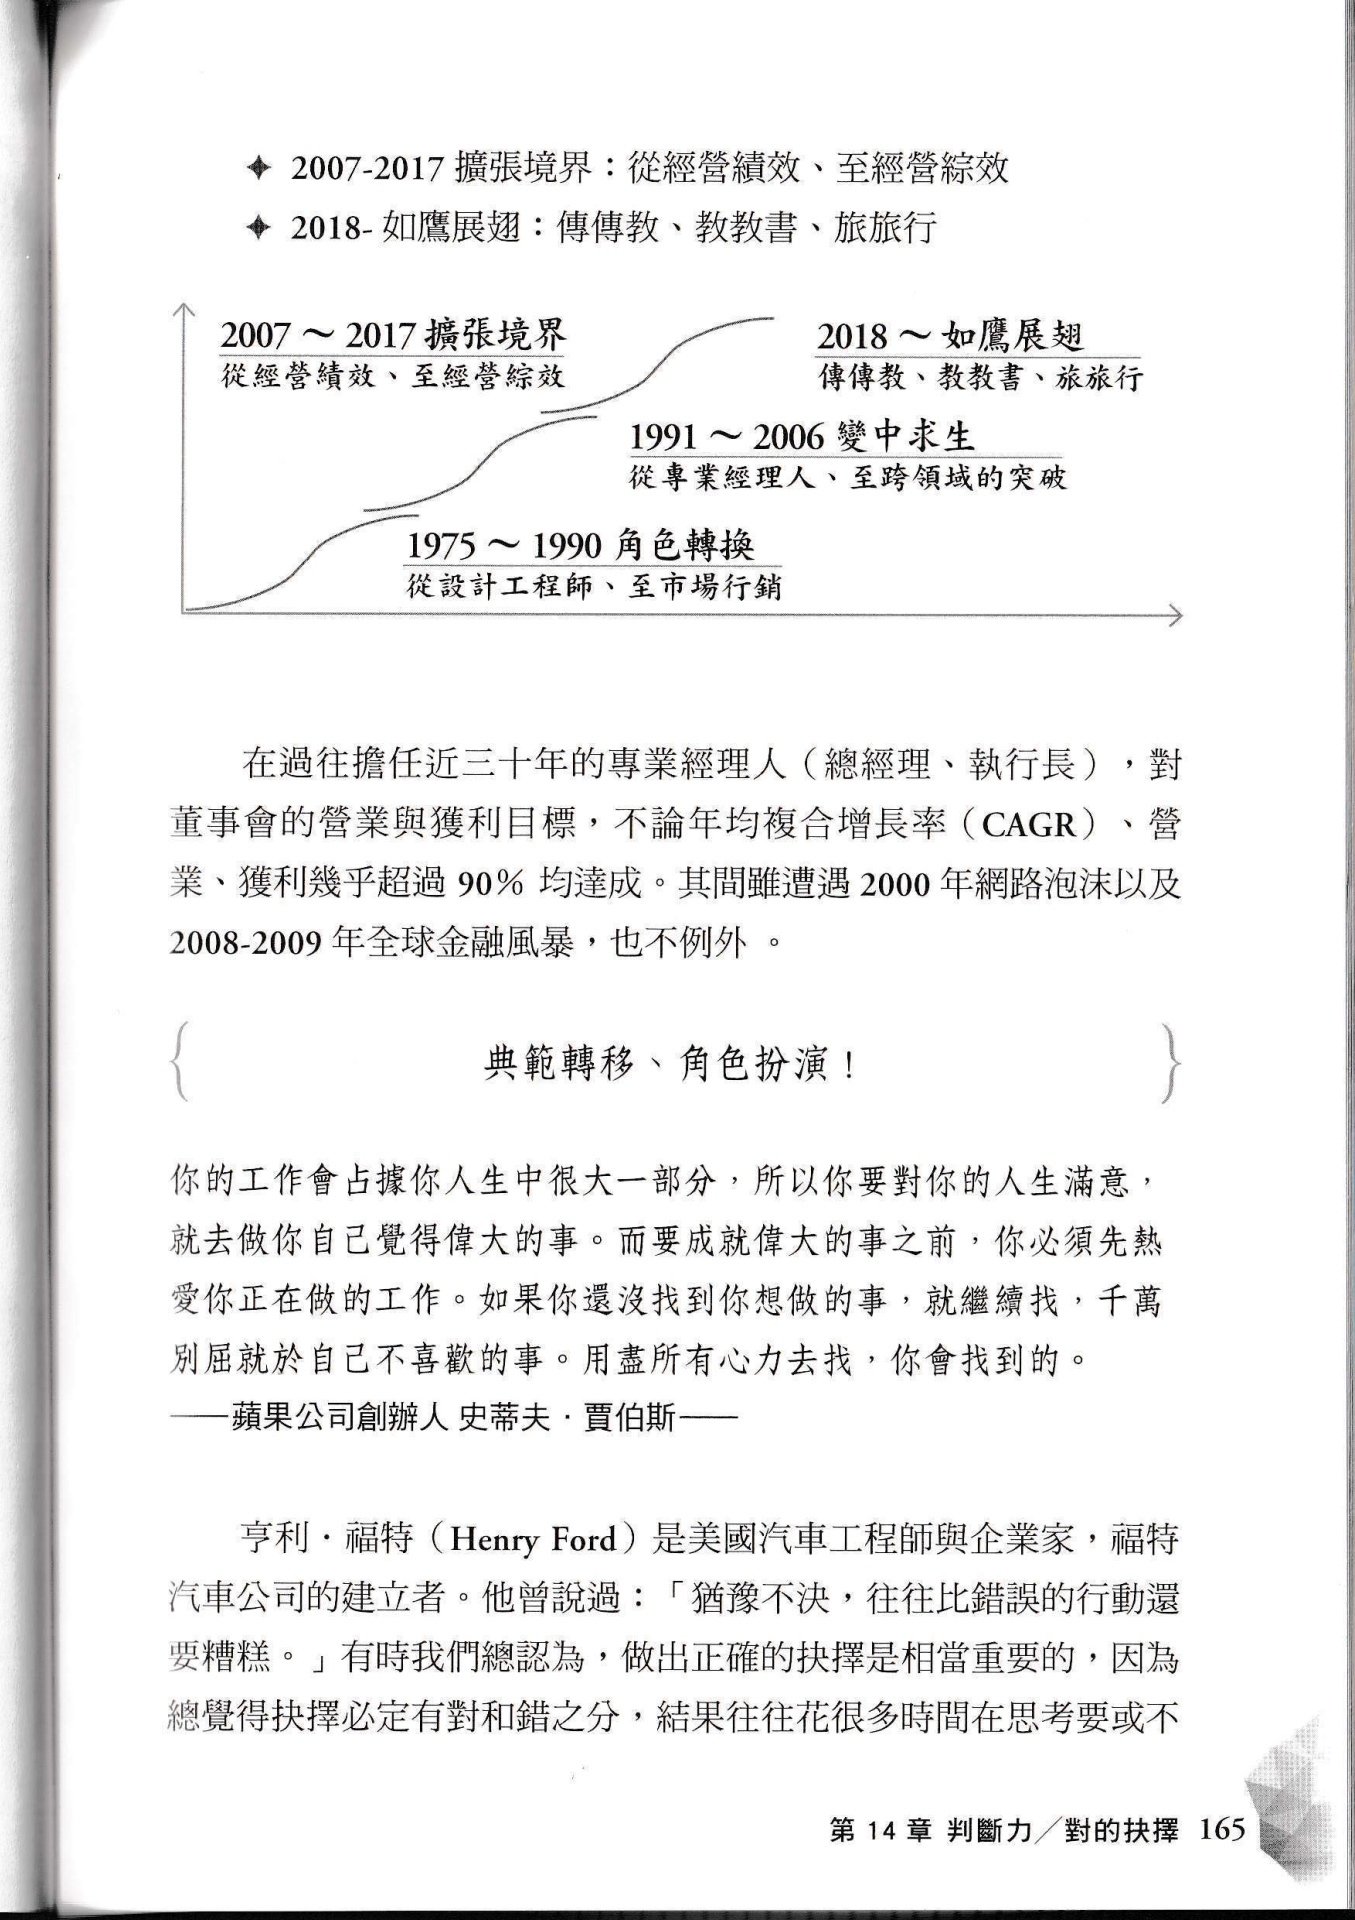 ✦ 2007-2017 擴張境界：從經營績效、至經營綜效
✦ 2018- 如鷹展翅：傳傳教、教教書、旅旅行
2007～2017 擴張境界
從經營績效、至經營綜效
2018～如鷹展翅
傳傳教、教教書、旅旅行
1991～2006 變中求生
從專業經理人、至跨領域的突破
1975～1990 角色轉換
從設計工程師、至市場行銷
在過往擔任近三十年的專業經理人（總經理、執行長），對
董事會的營業與獲利目標，不論年均複合增長率（CAGR）、營
業、獲利幾乎超過 90% 均達成。其間雖遭遇 2000 年網路泡沫以及
2008-2009 年全球金融風暴，也不例外 。
{ 典範轉移、角色扮演！ }
你的工作會占據你人生中很大一部分，所以你要對你的人生滿意，
就去做你自己覺得偉大的事。而要成就偉大的事之前，你必須先熱
愛你正在做的工作。如果你還沒找到你想做的事，就繼續找，千萬
別屈就於自己不喜歡的事。用盡所有心力去找，你會找到的。
——蘋果公司創辦人 史蒂夫．賈伯斯——
亨利．福特（Henry Ford）是美國汽車工程師與企業家，福特
汽車公司的建立者。他曾說過：「猶豫不決，往往比錯誤的行動還
要糟糕。」有時我們總認為，做出正確的抉擇是相當重要的，因為
總覺得抉擇必定有對和錯之分，結果往往花很多時間在思考要或不
第 14 章 判斷力／對的抉擇 165